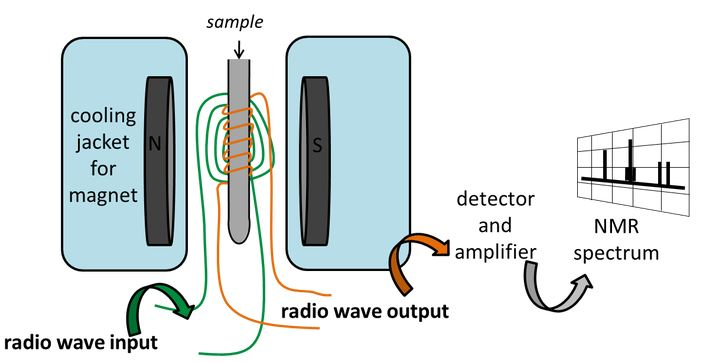 sample
cooling
jacket
for
magnet
N
S
detector
and
amplifier
NMR
spectrum
radio wave output
radio wave input